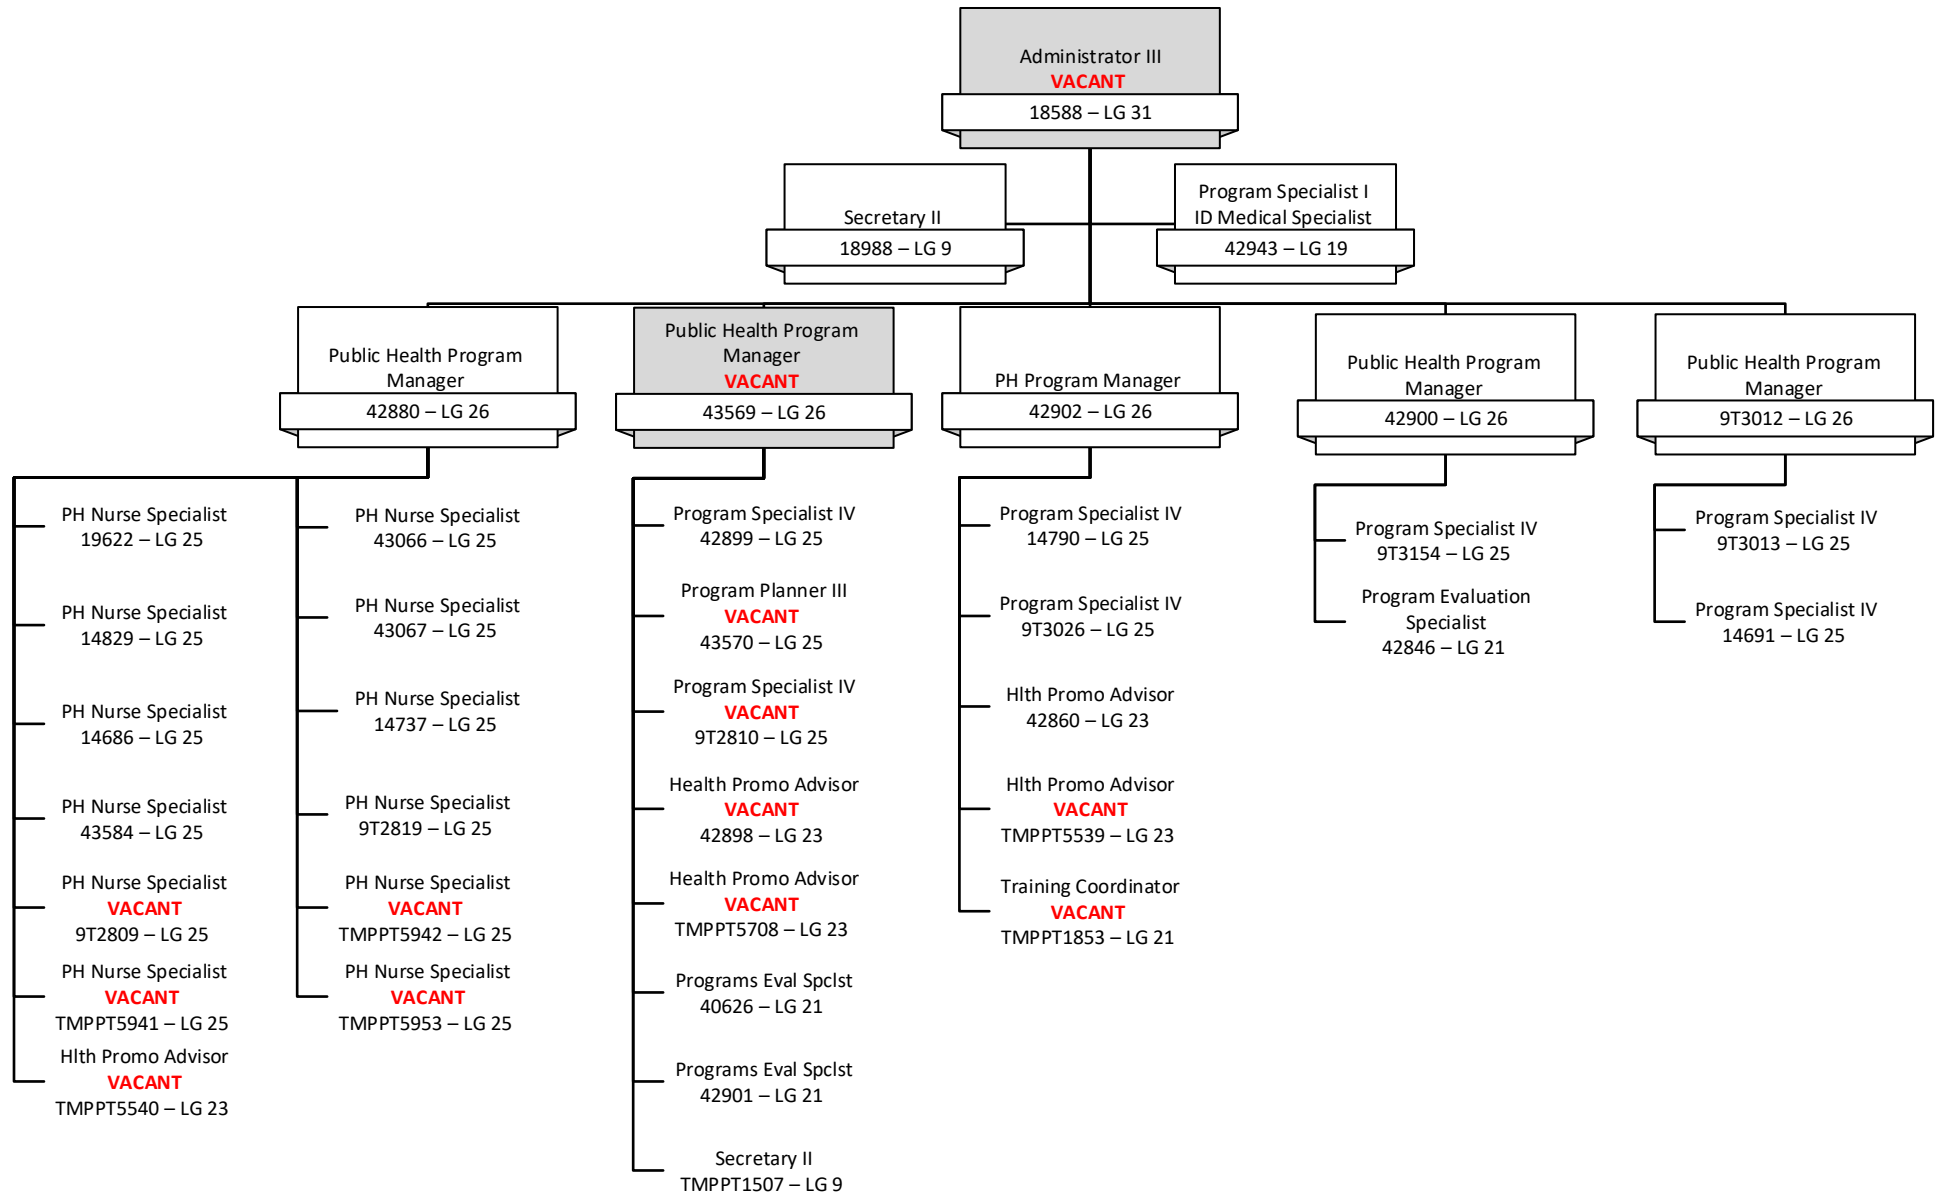 Administrator III
VACANT
18588 – LG 31
Secretary II
18988 – LG 9
Program Specialist I
ID Medical Specialist
42943 – LG 19
Public Health Program
Manager
42880 – LG 26
Public Health Program
Manager
VACANT
43569 – LG 26
PH Program Manager
42902 – LG 26
Public Health Program
Manager
42900 – LG 26
Public Health Program
Manager
9T3012 – LG 26
PH Nurse Specialist
19622 – LG 25
PH Nurse Specialist
14829 – LG 25
PH Nurse Specialist
14686 – LG 25
PH Nurse Specialist
43584 – LG 25
PH Nurse Specialist
VACANT
9T2809 – LG 25
PH Nurse Specialist
VACANT
TMPPT5941 – LG 25
Hlth Promo Advisor
VACANT
TMPPT5540 – LG 23
PH Nurse Specialist
43066 – LG 25
PH Nurse Specialist
43067 – LG 25
PH Nurse Specialist
14737 – LG 25
PH Nurse Specialist
9T2819 – LG 25
PH Nurse Specialist
VACANT
TMPPT5942 – LG 25
PH Nurse Specialist
VACANT
TMPPT5953 – LG 25
Program Specialist IV
42899 – LG 25
Program Planner III
VACANT
43570 – LG 25
Program Specialist IV
VACANT
9T2810 – LG 25
Health Promo Advisor
VACANT
42898 – LG 23
Health Promo Advisor
VACANT
TMPPT5708 – LG 23
Programs Eval Spclst
40626 – LG 21
Programs Eval Spclst
42901 – LG 21
Secretary II
TMPPT1507 – LG 9
Program Specialist IV
14790 – LG 25
Program Specialist IV
9T3026 – LG 25
Hlth Promo Advisor
42860 – LG 23
Hlth Promo Advisor
VACANT
TMPPT5539 – LG 23
Training Coordinator
VACANT
TMPPT1853 – LG 21
Program Specialist IV
9T3154 – LG 25
Program Evaluation
Specialist
42846 – LG 21
Program Specialist IV
9T3013 – LG 25
Program Specialist IV
14691 – LG 25